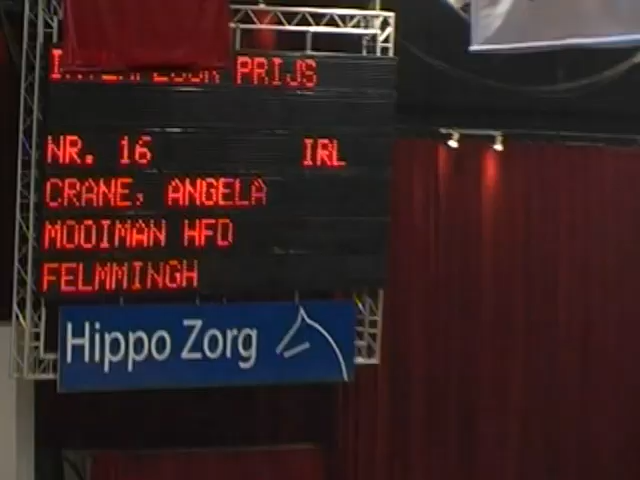 PRIJS
NR. 16 IRL
CRANE, ANGELA
MOOIMAN HFD
FELMMINGH
Hippo Zorg